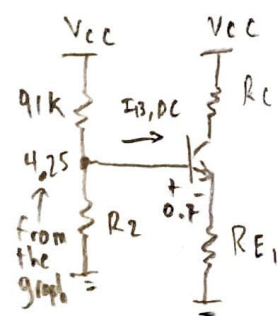 Vcc
Vcc
91K
IB,DC
RC
4.25
+
-
0.7
from
the
graph
R2
RE1